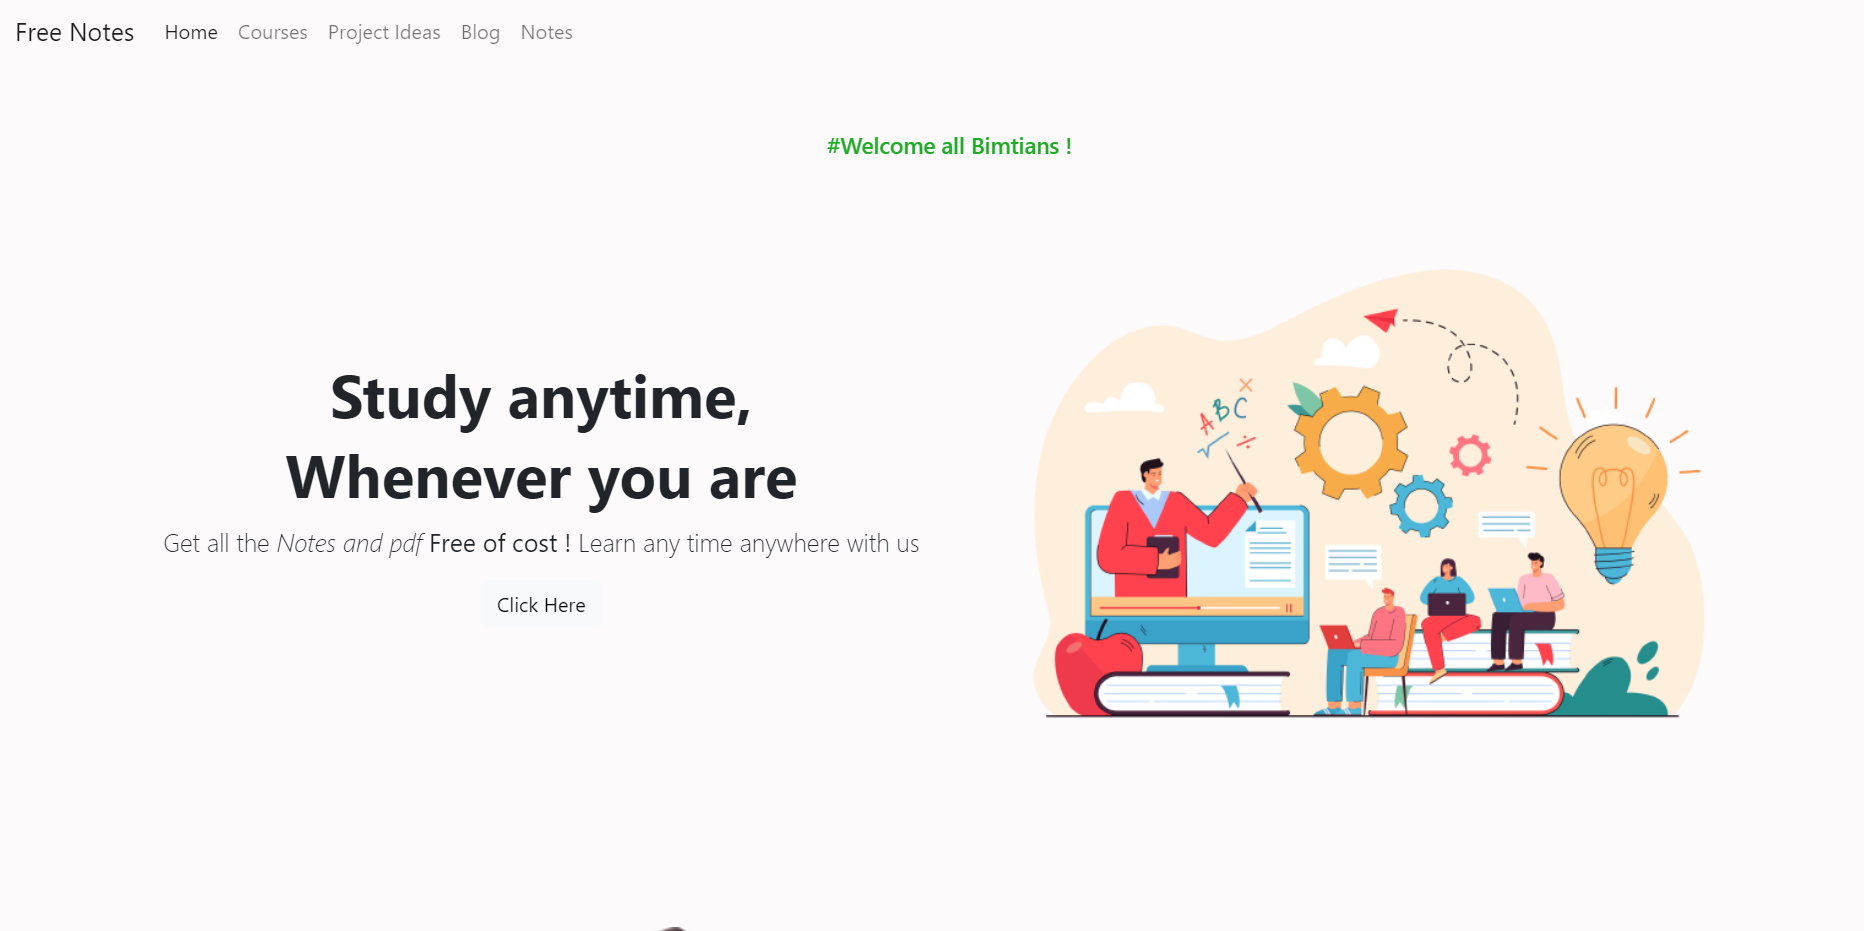 Free Notes Home Courses Project Ideas Blog Notes
#Welcome all Bimtians !
Study anytime,
Whenever you are
Get all the Notes and pdf Free of cost ! Learn any time anywhere with us
Click Here
A B C